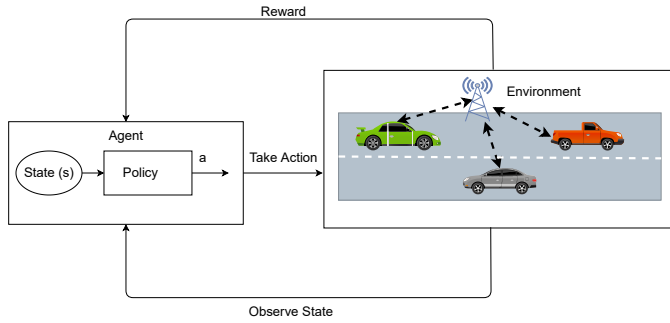 Reward
Environment
Agent
State (s)
Policy
a
Take Action
Observe State